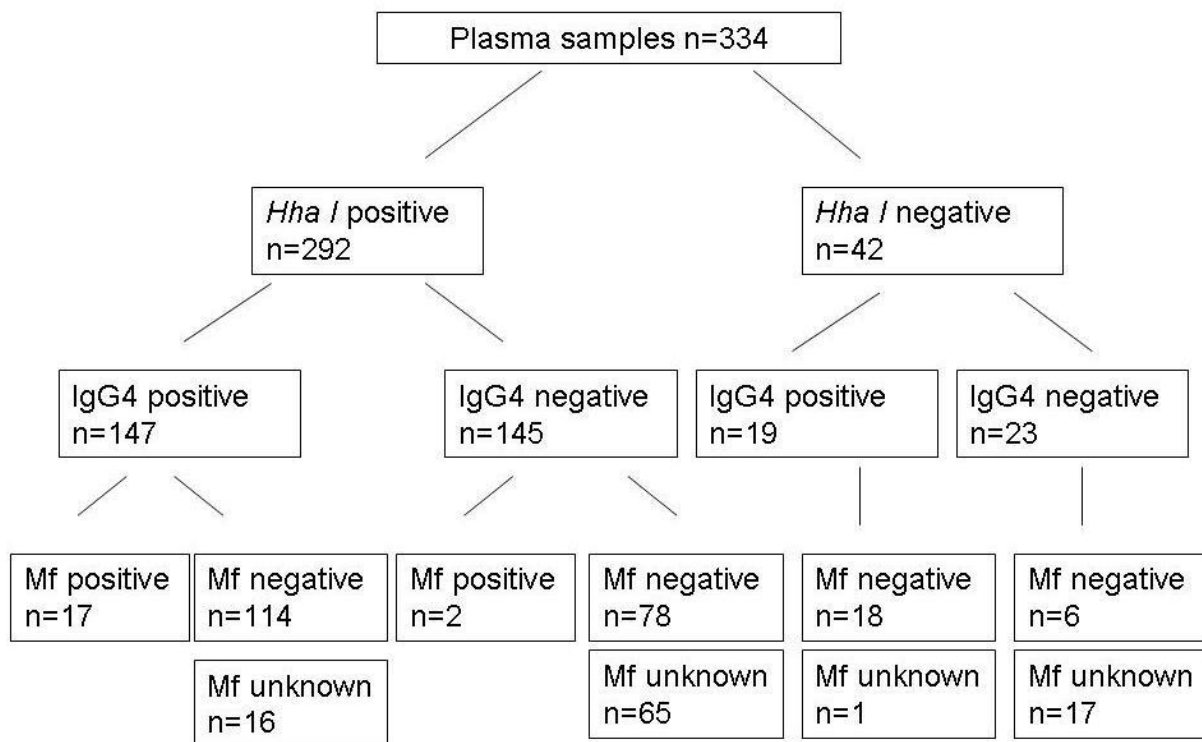 Plasma samples n=334
Hha I positive
n=292
Hha I negative
n=42
IgG4 positive
n=147
IgG4 negative
n=145
IgG4 positive
n=19
IgG4 negative
n=23
Mf positive
n=17
Mf negative
n=114
Mf positive
n=2
Mf negative
n=78
Mf negative
n=18
Mf negative
n=6
Mf unknown
n=16
Mf unknown
n=65
Mf unknown
n=1
Mf unknown
n=17